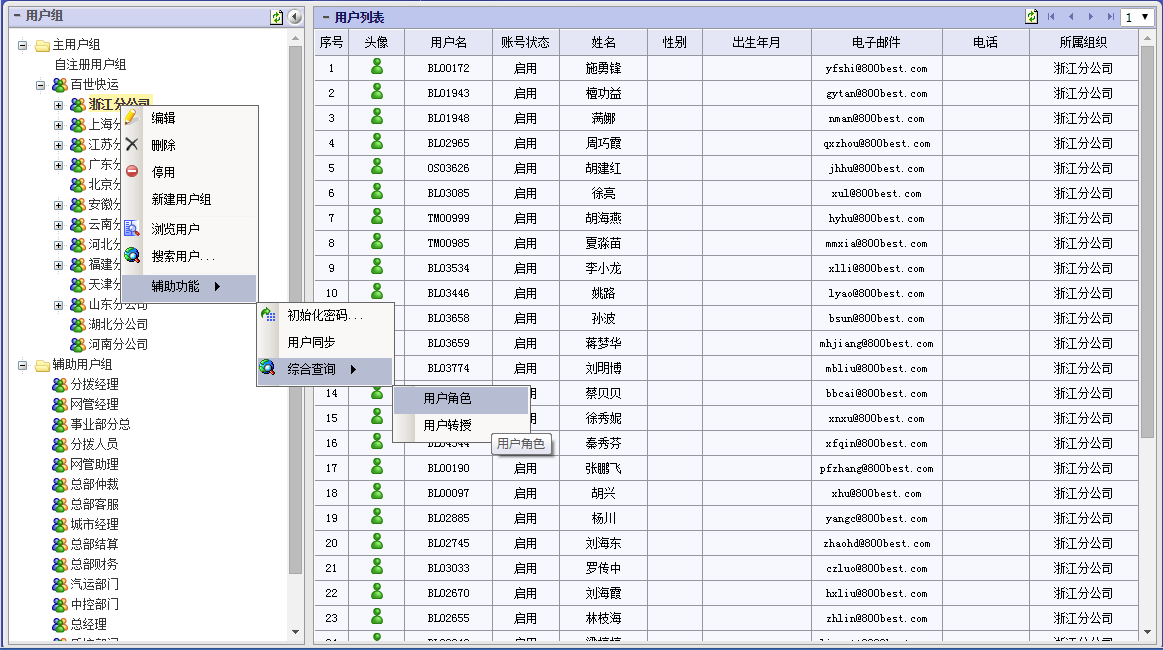 用户组
主用户组
自注册用户组
百世快运
浙江分公司
上海分
江苏分
广东分
北京分
安徽分
云南分
河北分
福建分
天津分
山东分公司
湖北分公司
河南分公司
辅助用户组
分拨经理
网管经理
事业部分总
分拨人员
网管助理
总部仲裁
总部客服
城市经理
总部结算
总部财务
汽运部门
中控部门
总经理
编辑
删除
停用
新建用户组
浏览用户
搜索用户...
辅助功能
初始化密码...
用户同步
综合查询
用户角色
用户转授
用户角色
用户列表 1
序号 头像 用户名 账号状态 姓名 性别 出生年月 电子邮件 电话 所属组织
1 BL00172 启用 施勇锋 yfshi@800best.com 浙江分公司
2 BL01943 启用 檀功益 gytan@800best.com 浙江分公司
3 BL01948 启用 满娜 nman@800best.com 浙江分公司
4 BL02965 启用 周巧霞 qxzhou@800best.com 浙江分公司
5 OS03626 启用 胡建红 jhhu@800best.com 浙江分公司
6 BL03085 启用 徐亮 xul@800best.com 浙江分公司
7 TM00999 启用 胡海燕 hyhu@800best.com 浙江分公司
8 TM00985 启用 夏淼苗 mmxia@800best.com 浙江分公司
9 BL03534 启用 李小龙 xlli@800best.com 浙江分公司
10 BL03446 启用 姚路 lyao@800best.com 浙江分公司
BL03658 启用 孙波 bsun@800best.com 浙江分公司
BL03659 启用 蒋梦华 mhjiang@800best.com 浙江分公司
BL03774 启用 刘明博 mbliu@800best.com 浙江分公司
14 用 蔡贝贝 bbcai@800best.com 浙江分公司
15 用 徐秀妮 xnxu@800best.com 浙江分公司
16 秦秀芬 xfqin@800best.com 浙江分公司
17 BL00190 启用 张鹏飞 pfzhang@800best.com 浙江分公司
18 BL00097 启用 胡兴 xhu@800best.com 浙江分公司
19 BL02885 启用 杨川 yangc@800best.com 浙江分公司
20 BL02745 启用 刘海东 zhaohd@800best.com 浙江分公司
21 BL03033 启用 罗传中 czluo@800best.com 浙江分公司
22 BL02670 启用 刘海霞 hxliu@800best.com 浙江分公司
23 BL02655 启用 林枝海 zhlin@800best.com 浙江分公司